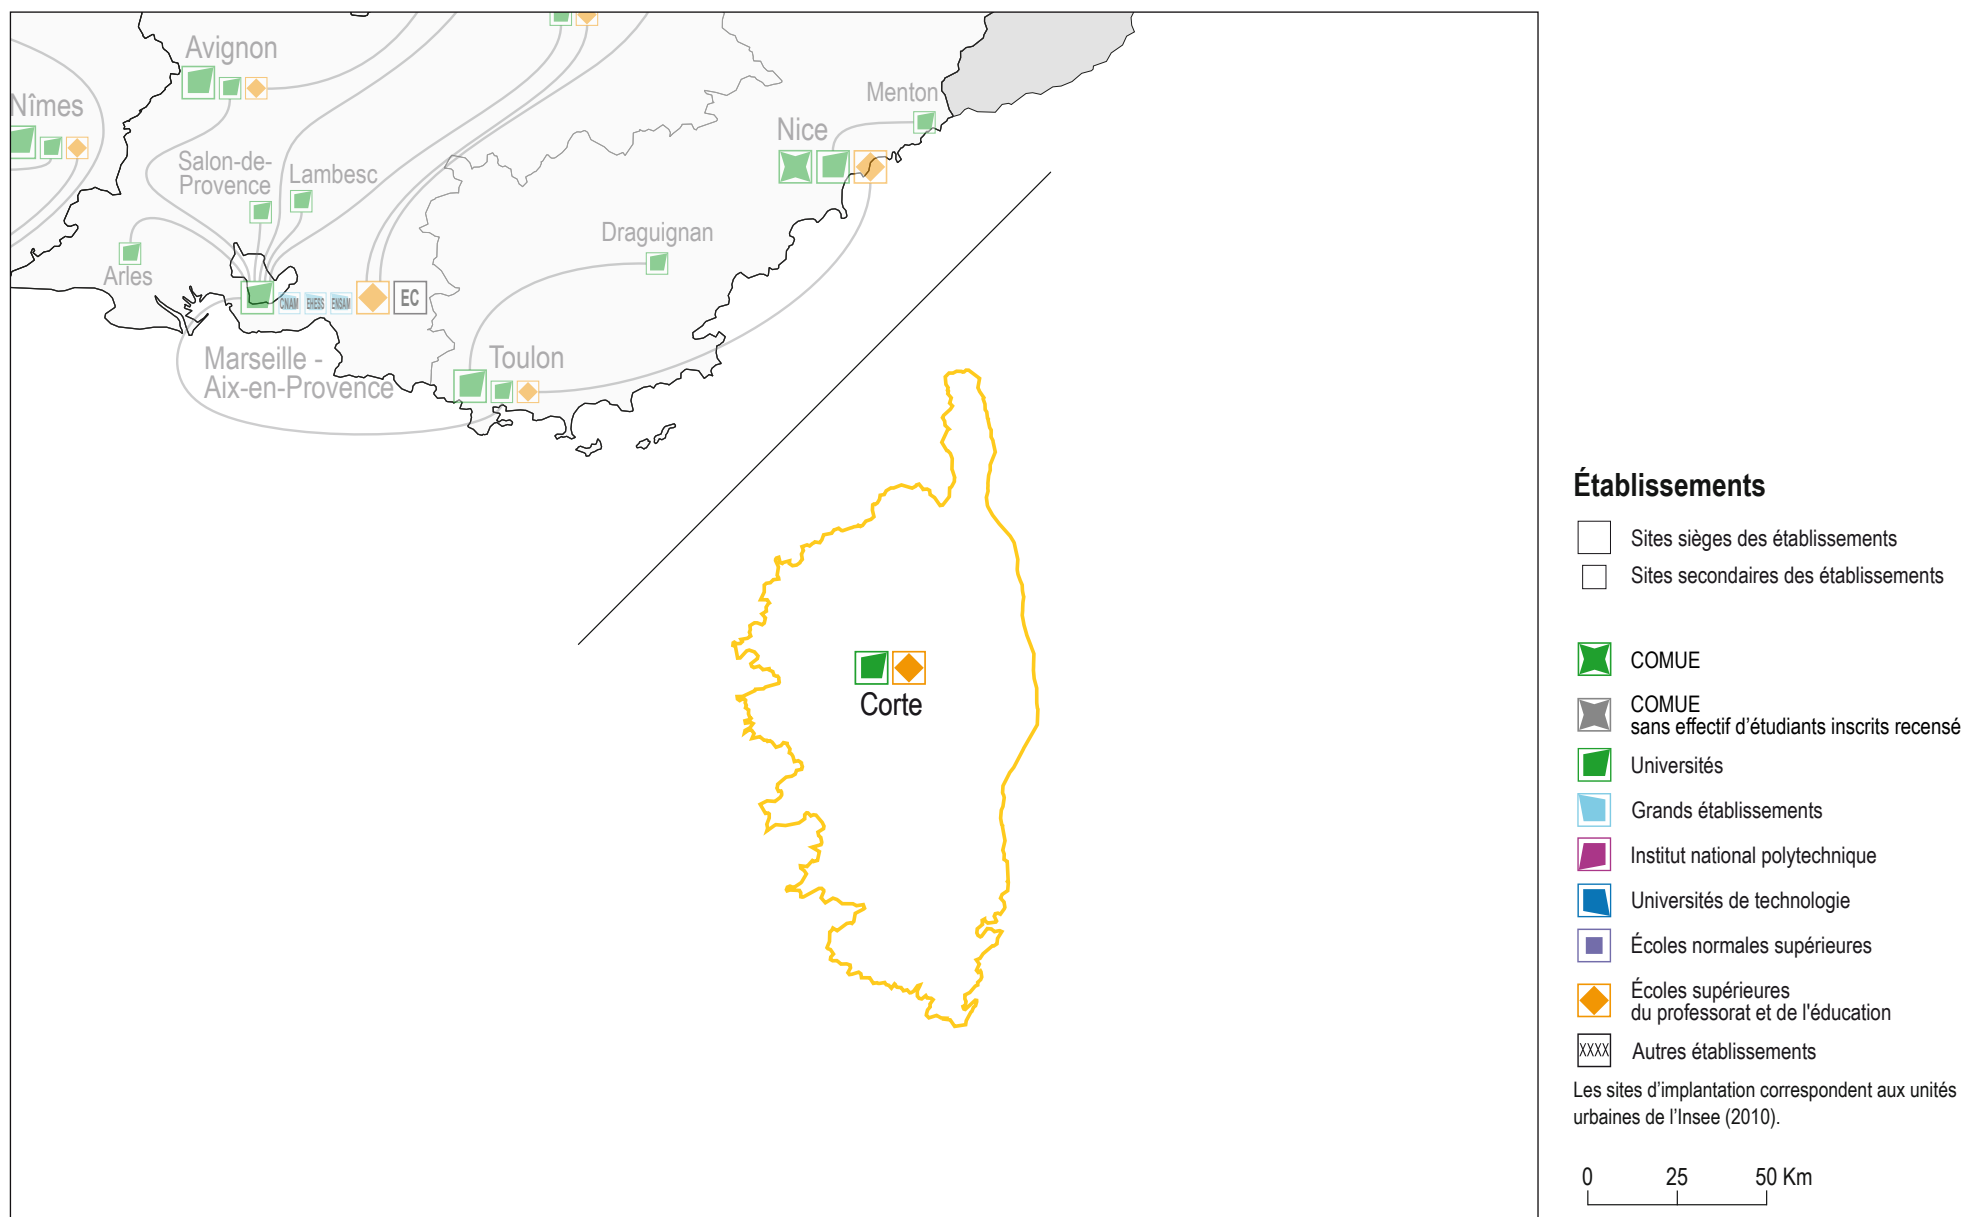 Avignon
Nîmes
Menton
Nice
Salon-de-
Provence
Lambesc
Draguignan
Arles
CNAM
EHESS
ENSAM
EC
Marseille -
Aix-en-Provence
Toulon
Corte
Établissements
Sites sièges des établissements
Sites secondaires des établissements
COMUE
COMUE
sans effectif d'étudiants inscrits recensé
Universités
Grands établissements
Institut national polytechnique
Universités de technologie
Écoles normales supérieures
Écoles supérieures
du professorat et de l'éducation
XXXX
Autres établissements
Les sites d'implantation correspondent aux unités
urbaines de l'Insee (2010).
0 25 50 Km